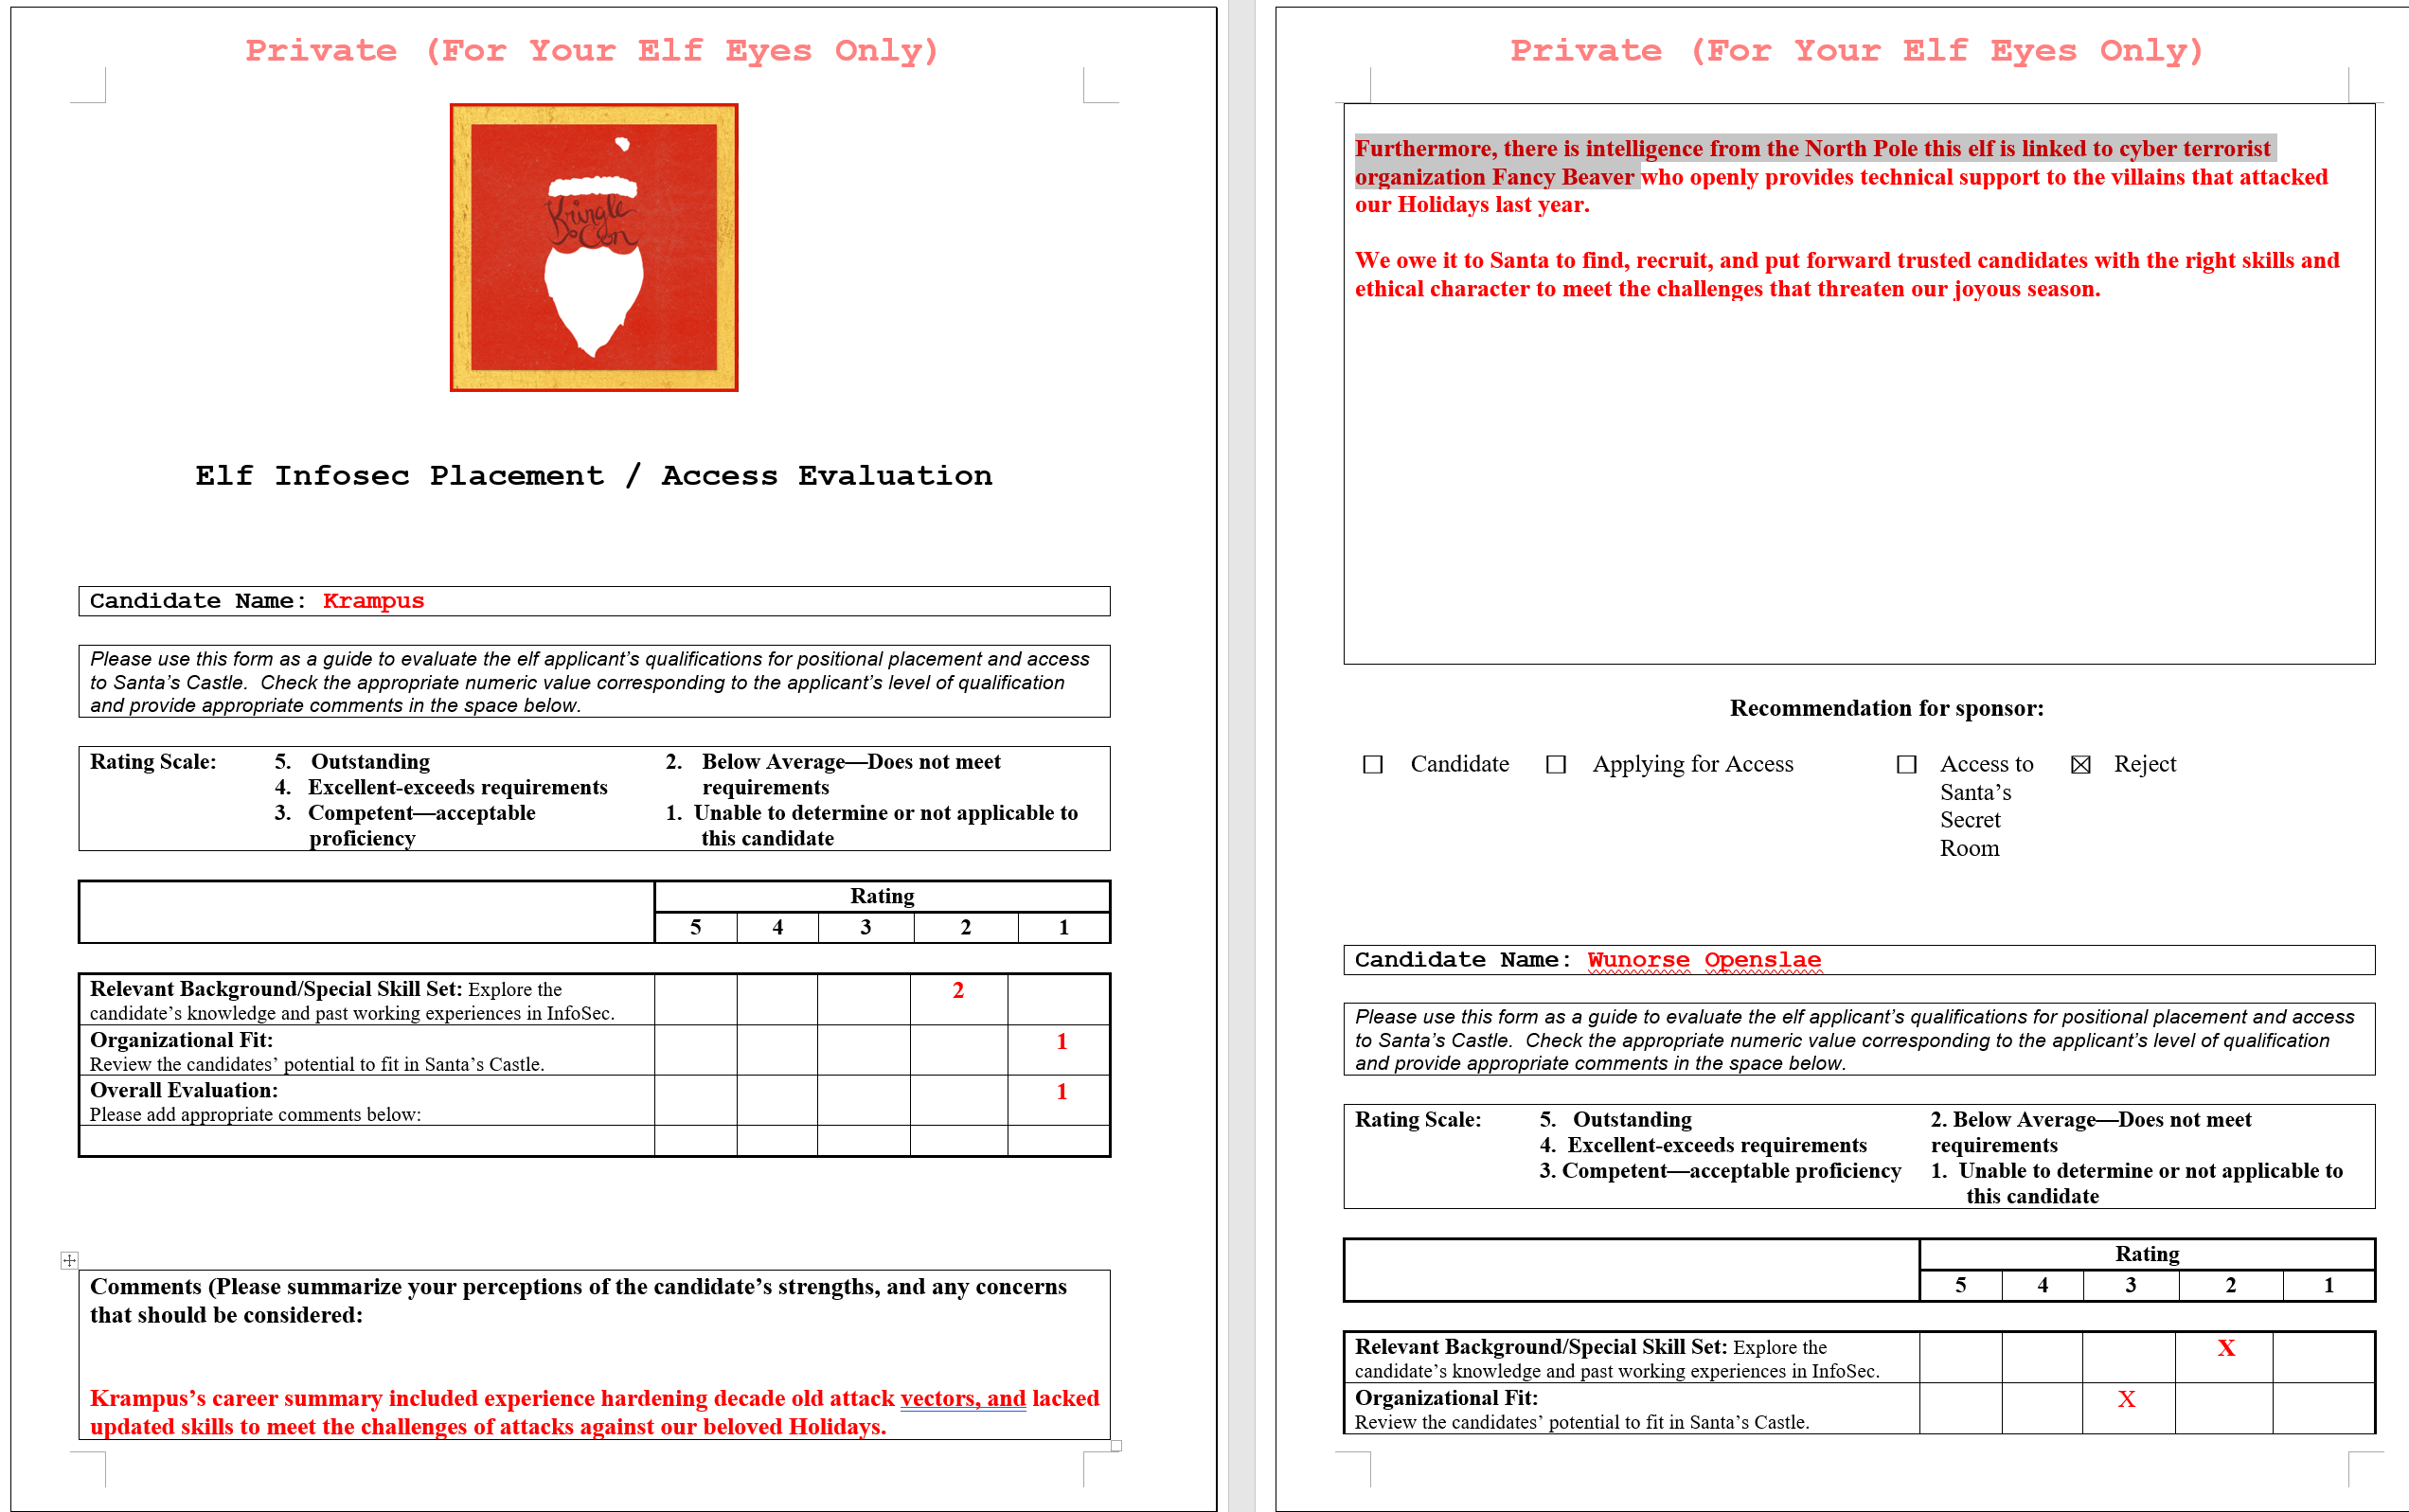 Private (For Your Elf Eyes Only)
Kringle
Con
Elf Infosec Placement / Access Evaluation
Candidate Name: Krampus
Please use this form as a guide to evaluate the elf applicant’s qualifications for positional placement and access
to Santa’s Castle.  Check the appropriate numeric value corresponding to the applicant’s level of qualification
and provide appropriate comments in the space below.
Rating Scale: 5. Outstanding 2. Below Average—Does not meet
4. Excellent-exceeds requirements requirements
3. Competent—acceptable 1. Unable to determine or not applicable to
proficiency this candidate
Rating
5 4 3 2 1
Relevant Background/Special Skill Set: Explore the 2
candidate’s knowledge and past working experiences in InfoSec.
Organizational Fit: 1
Review the candidates’ potential to fit in Santa’s Castle.
Overall Evaluation: 1
Please add appropriate comments below:
Comments (Please summarize your perceptions of the candidate’s strengths, and any concerns
that should be considered:
Krampus’s career summary included experience hardening decade old attack vectors, and lacked
updated skills to meet the challenges of attacks against our beloved Holidays.
Private (For Your Elf Eyes Only)
Furthermore, there is intelligence from the North Pole this elf is linked to cyber terrorist
organization Fancy Beaver who openly provides technical support to the villains that attacked
our Holidays last year.
We owe it to Santa to find, recruit, and put forward trusted candidates with the right skills and
ethical character to meet the challenges that threaten our joyous season.
Recommendation for sponsor:
☐ Candidate ☐ Applying for Access ☐ Access to ☒ Reject
Santa’s
Secret
Room
Candidate Name: Wunorse Openslae
Please use this form as a guide to evaluate the elf applicant’s qualifications for positional placement and access
to Santa’s Castle.  Check the appropriate numeric value corresponding to the applicant’s level of qualification
and provide appropriate comments in the space below.
Rating Scale: 5. Outstanding 2. Below Average—Does not meet
4. Excellent-exceeds requirements requirements
3. Competent—acceptable proficiency 1. Unable to determine or not applicable to
this candidate
Rating
5 4 3 2 1
Relevant Background/Special Skill Set: Explore the X
candidate’s knowledge and past working experiences in InfoSec.
Organizational Fit: X
Review the candidates’ potential to fit in Santa’s Castle.